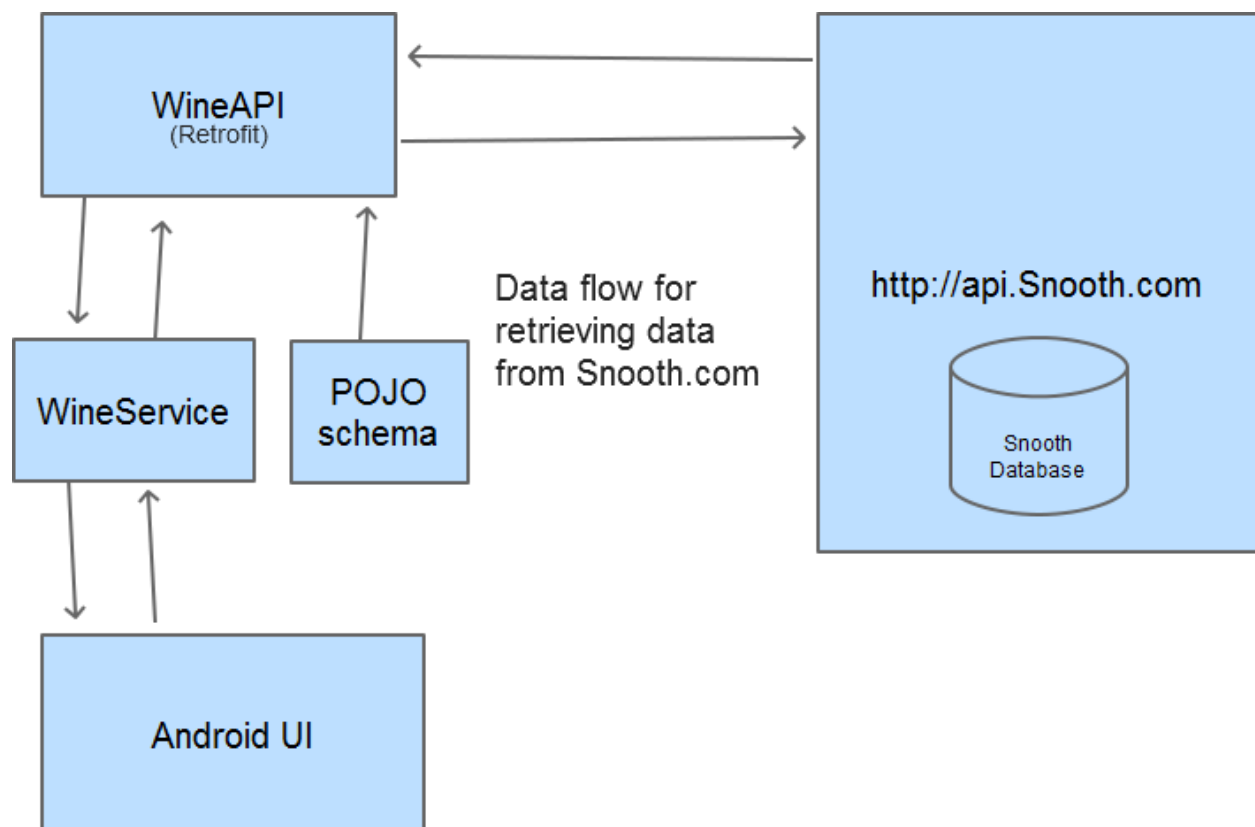 WineAPI
(Retrofit)
http://api.Snooth.com
Data flow for
retrieving data
from Snooth.com
WineService
POJO
schema
Snooth
Database
Android UI